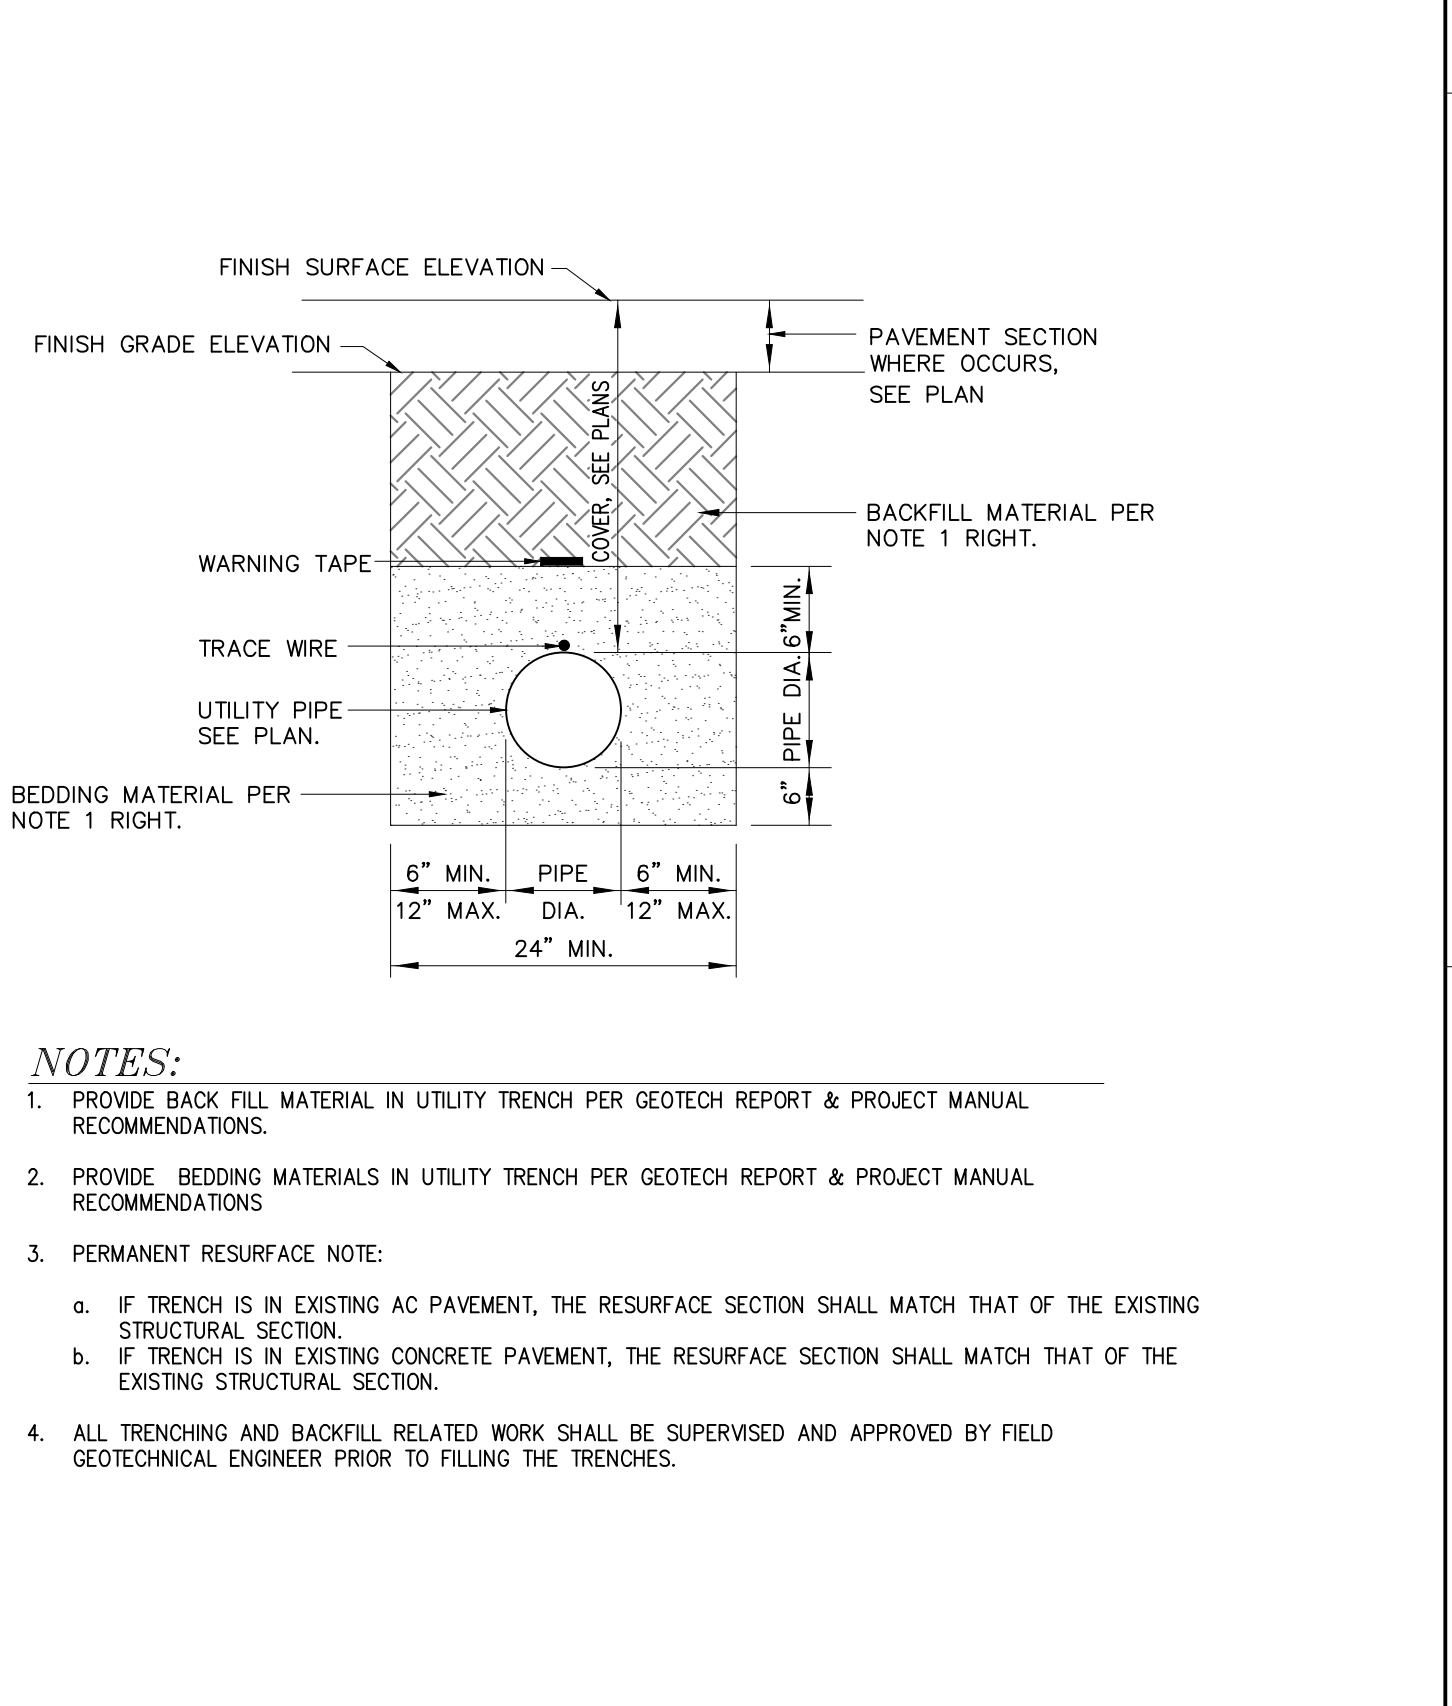 FINISH SURFACE ELEVATION
FINISH GRADE ELEVATION
PAVEMENT SECTION
WHERE OCCURS,
SEE PLAN
COVER, SEE PLANS
BACKFILL MATERIAL PER
NOTE 1 RIGHT.
WARNING TAPE
6”MIN.
TRACE WIRE
PIPE DIA.
UTILITY PIPE
SEE PLAN.
6”
BEDDING MATERIAL PER
NOTE 1 RIGHT.
6” MIN. PIPE 6” MIN.
12” MAX. DIA. 12” MAX.
24” MIN.
NOTES:
1. PROVIDE BACK FILL MATERIAL IN UTILITY TRENCH PER GEOTECH REPORT & PROJECT MANUAL
RECOMMENDATIONS.
2. PROVIDE BEDDING MATERIALS IN UTILITY TRENCH PER GEOTECH REPORT & PROJECT MANUAL
RECOMMENDATIONS
3. PERMANENT RESURFACE NOTE:
a. IF TRENCH IS IN EXISTING AC PAVEMENT, THE RESURFACE SECTION SHALL MATCH THAT OF THE EXISTING
STRUCTURAL SECTION.
b. IF TRENCH IS IN EXISTING CONCRETE PAVEMENT, THE RESURFACE SECTION SHALL MATCH THAT OF THE
EXISTING STRUCTURAL SECTION.
4. ALL TRENCHING AND BACKFILL RELATED WORK SHALL BE SUPERVISED AND APPROVED BY FIELD
GEOTECHNICAL ENGINEER PRIOR TO FILLING THE TRENCHES.